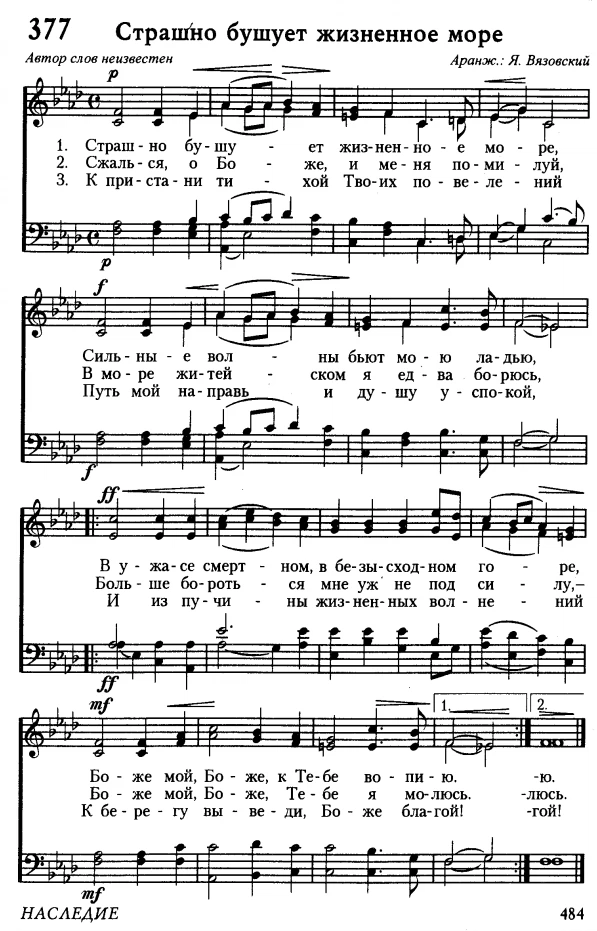 377 Страшно бушует жизненное море
Автор слов неизвестен Аранж.: Я. Вязовский
p
1. Страш - но бу - шу - ет жиз - нен - но - е мо - ре,
2. Сжаль - ся, о Бо - же, и ме - ня по - ми - луй,
3. К при - ста - ни ти - хой Тво - их по - ве - ле - ний
p
f
Силь - ны - е вол - ны бьют мо - ю ладью,
В мо - ре жи - тей - ском я ед - ва бо - рюсь,
Путь мой на - правь и ду - шу у - спо - кой,
f
ff
В у - жа - се смерт - ном, в бе - зы - сход - ном го - ре,
Боль - ше бо - роть - ся мне уж не под си - лу,–
И из пу - чи - ны жиз - нен - ных вол - не - ний
ff
mf 1. 2.
Бо - же мой, Бо - же, к Те - бе во - пи - ю. -ю.
Бо - же мой, Бо - же, Те - бе я мо - люсь. -люсь.
К бе - ре - гу вы - ве - ди, Бо - же бла - гой! -гой!
mf
НАСЛЕДИЕ 484